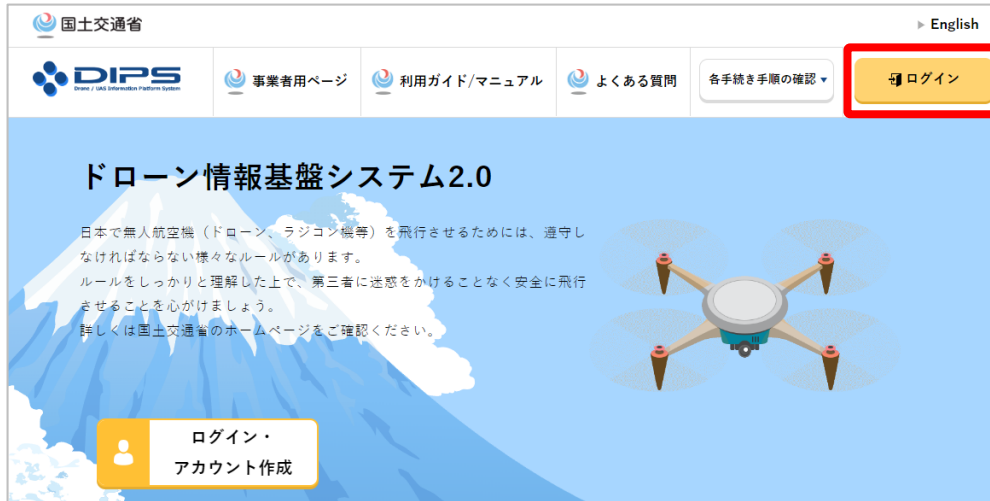 国土交通省
English
DIPS
Drone / UAS Information Platform System
事業者用ページ
利用ガイド/マニュアル
よくある質問
各手続き手順の確認▼
ログイン
ドローン情報基盤システム2.0
日本で無人航空機（ドローン、ラジコン機等）を飛行させるためには、遵守し
なければならない様々なルールがあります。
ルールをしっかりと理解した上で、第三者に迷惑をかけることなく安全に飛行
させることを心がけましょう。
詳しくは国土交通省のホームページをご確認ください。
ログイン・
アカウント作成